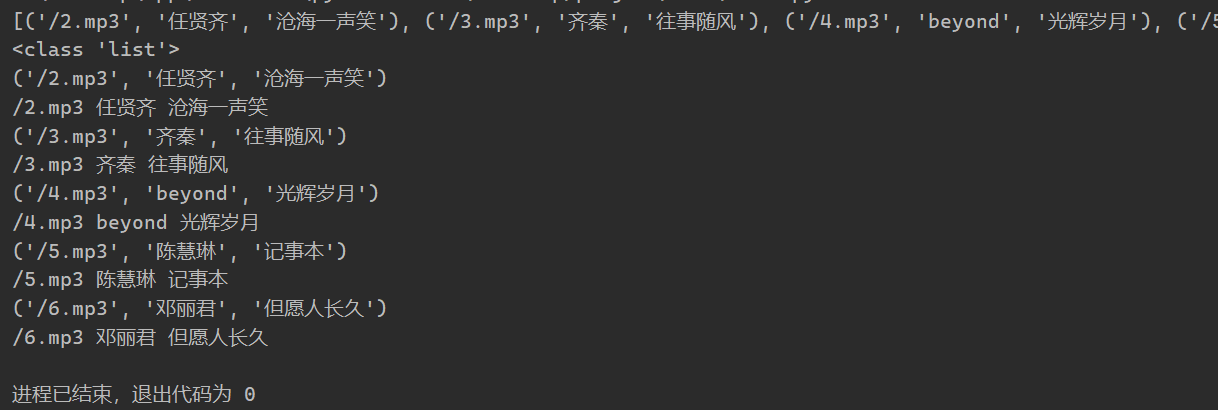 [('/2.mp3', '任贤齐', '沧海一声笑'), ('/3.mp3', '齐秦', '往事随风'), ('/4.mp3', 'beyond', '光辉岁月'), ('/5
<class 'list'>
('/2.mp3', '任贤齐', '沧海一声笑')
/2.mp3 任贤齐 沧海一声笑
('/3.mp3', '齐秦', '往事随风')
/3.mp3 齐秦 往事随风
('/4.mp3', 'beyond', '光辉岁月')
/4.mp3 beyond 光辉岁月
('/5.mp3', '陈慧琳', '记事本')
/5.mp3 陈慧琳 记事本
('/6.mp3', '邓丽君', '但愿人长久')
/6.mp3 邓丽君 但愿人长久
进程已结束，退出代码为 0